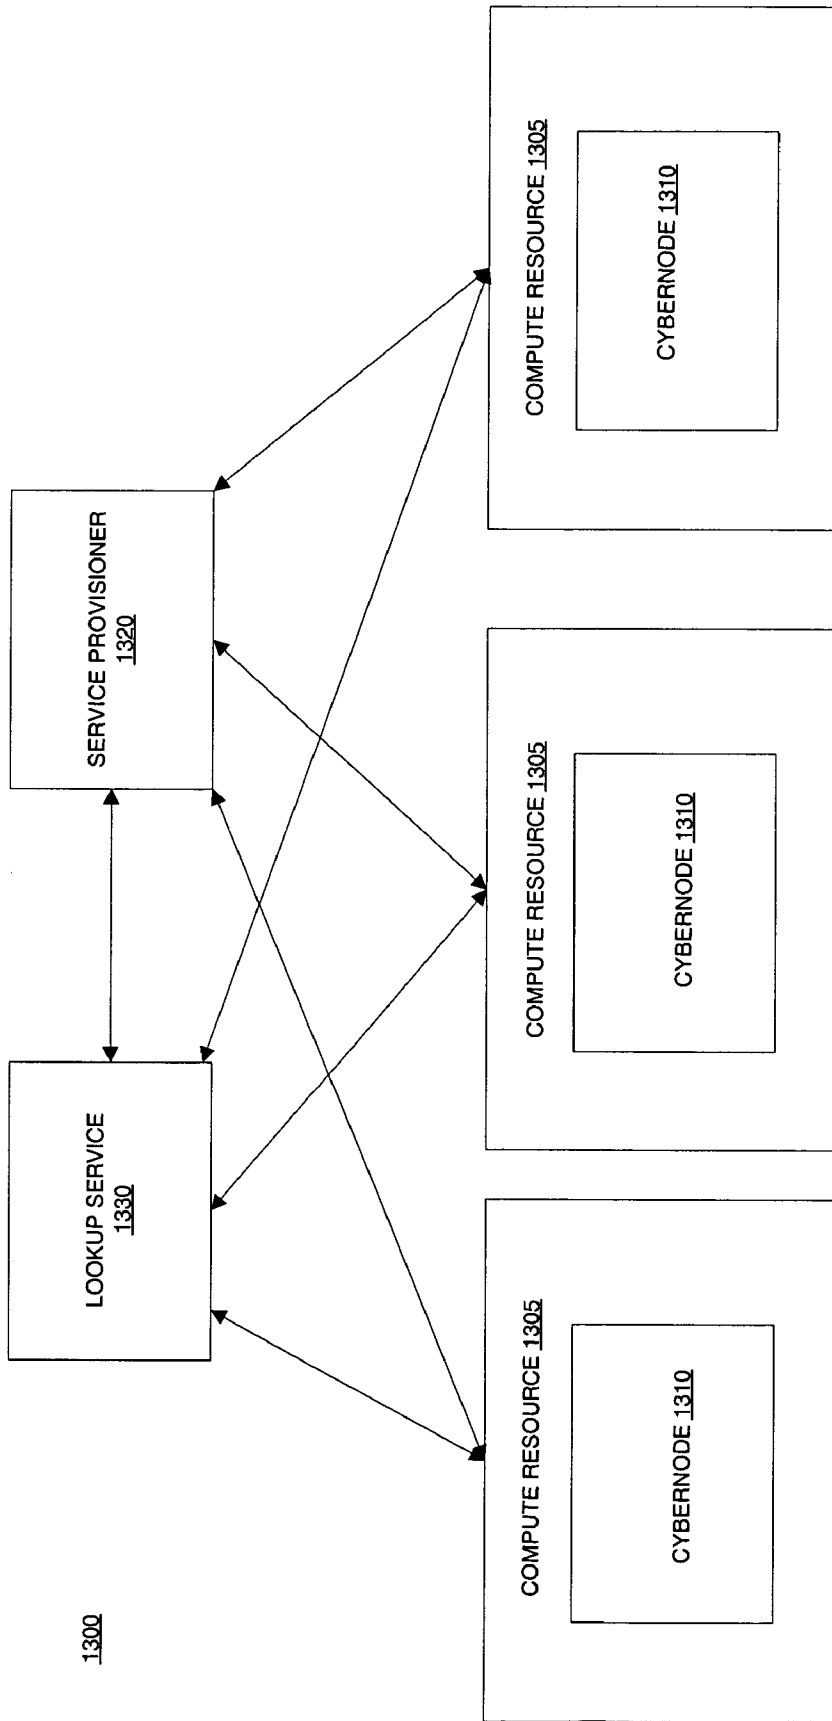 1300
LOOKUP SERVICE
1330
SERVICE PROVISIONER
1320
COMPUTE RESOURCE 1305
CYBERNODE 1310
COMPUTE RESOURCE 1305
CYBERNODE 1310
COMPUTE RESOURCE 1305
CYBERNODE 1310